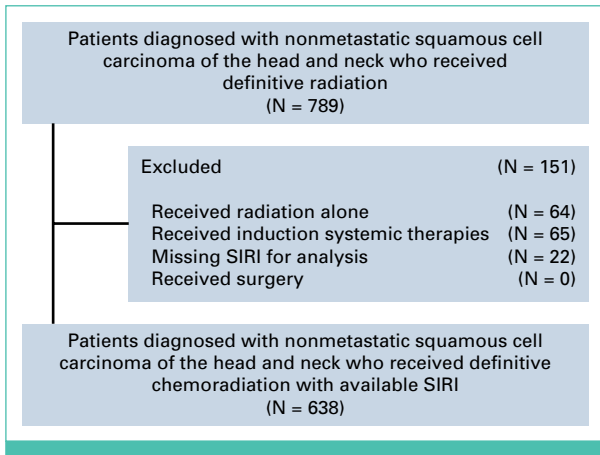 Patients diagnosed with nonmetastatic squamous cell
carcinoma of the head and neck who received
definitive radiation
(N = 789)
Excluded (N = 151)
Received radiation alone (N = 64)
Received induction systemic therapies (N = 65)
Missing SIRI for analysis (N = 22)
Received surgery (N = 0)
Patients diagnosed with nonmetastatic squamous cell
carcinoma of the head and neck who received definitive
chemoradiation with available SIRI
(N = 638)